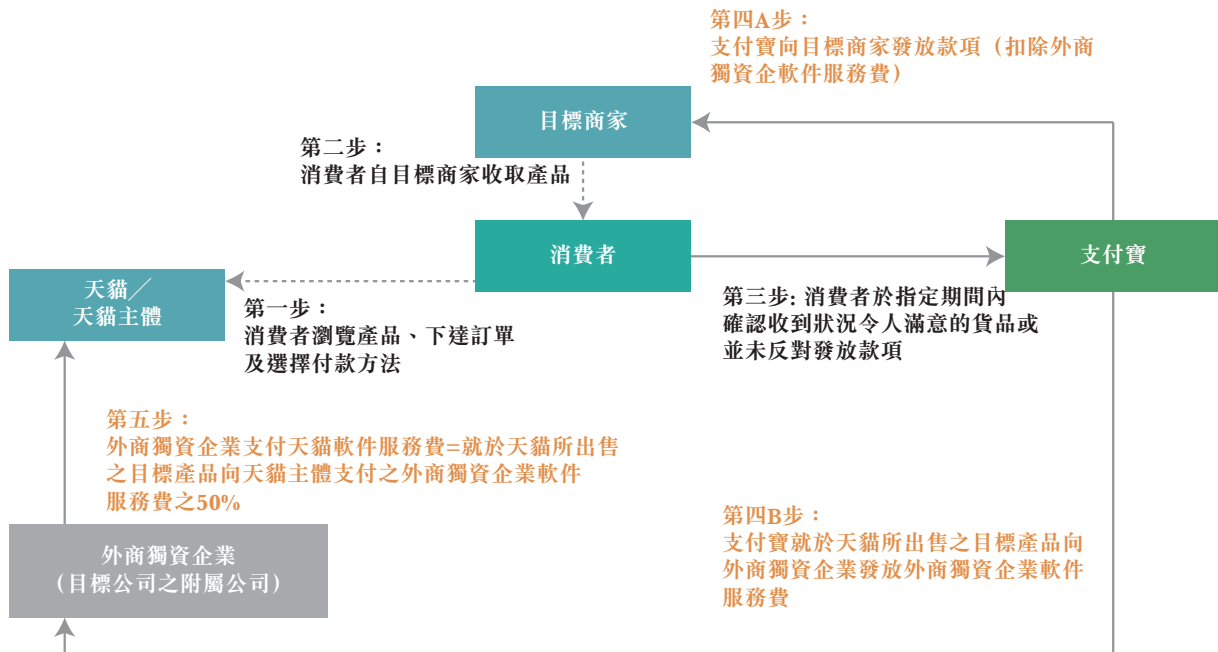 第四A步：
支付寶向目標商家發放款項（扣除外商
獨資企軟件服務費）
目標商家
第二步：
消費者自目標商家收取產品
消費者
支付寶
天貓／
天貓主體
第一步：
消費者瀏覽產品、下達訂單
及選擇付款方法
第三步: 消費者於指定期間內
確認收到狀況令人滿意的貨品或
並未反對發放款項
第五步：
外商獨資企業支付天貓軟件服務費=就於天貓所出售
之目標產品向天貓主體支付之外商獨資企業軟件
服務費之50%
外商獨資企業
（目標公司之附屬公司）
第四B步：
支付寶就於天貓所出售之目標產品向
外商獨資企業發放外商獨資企業軟件
服務費